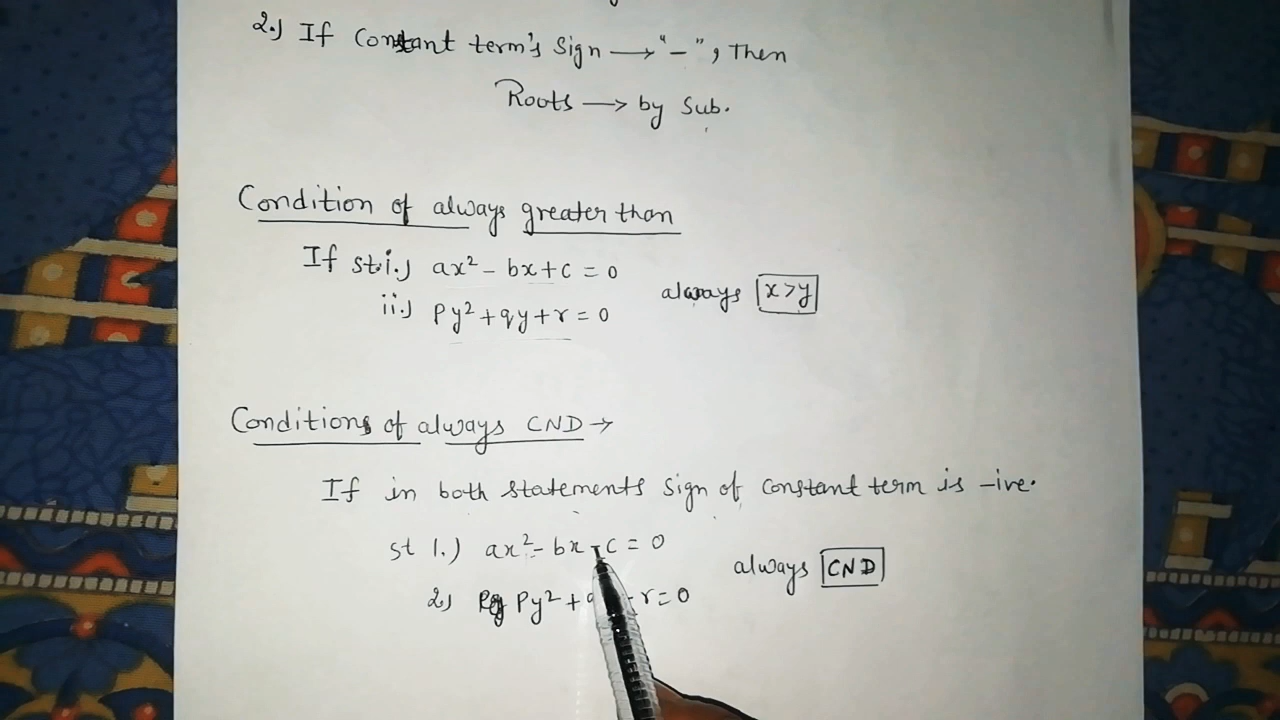 2.) If Constant term's Sign → "-", Then
Roots → by Sub.
Condition of always greater than
If st i.) ax² - bx + c = 0
always x>y
ii.) py² + qy + r = 0
Conditions of always CND →
If in both statements sign of constant term is -ive.
st 1.) ax² - bx - c = 0
always CND
2.) Py² + - r = 0